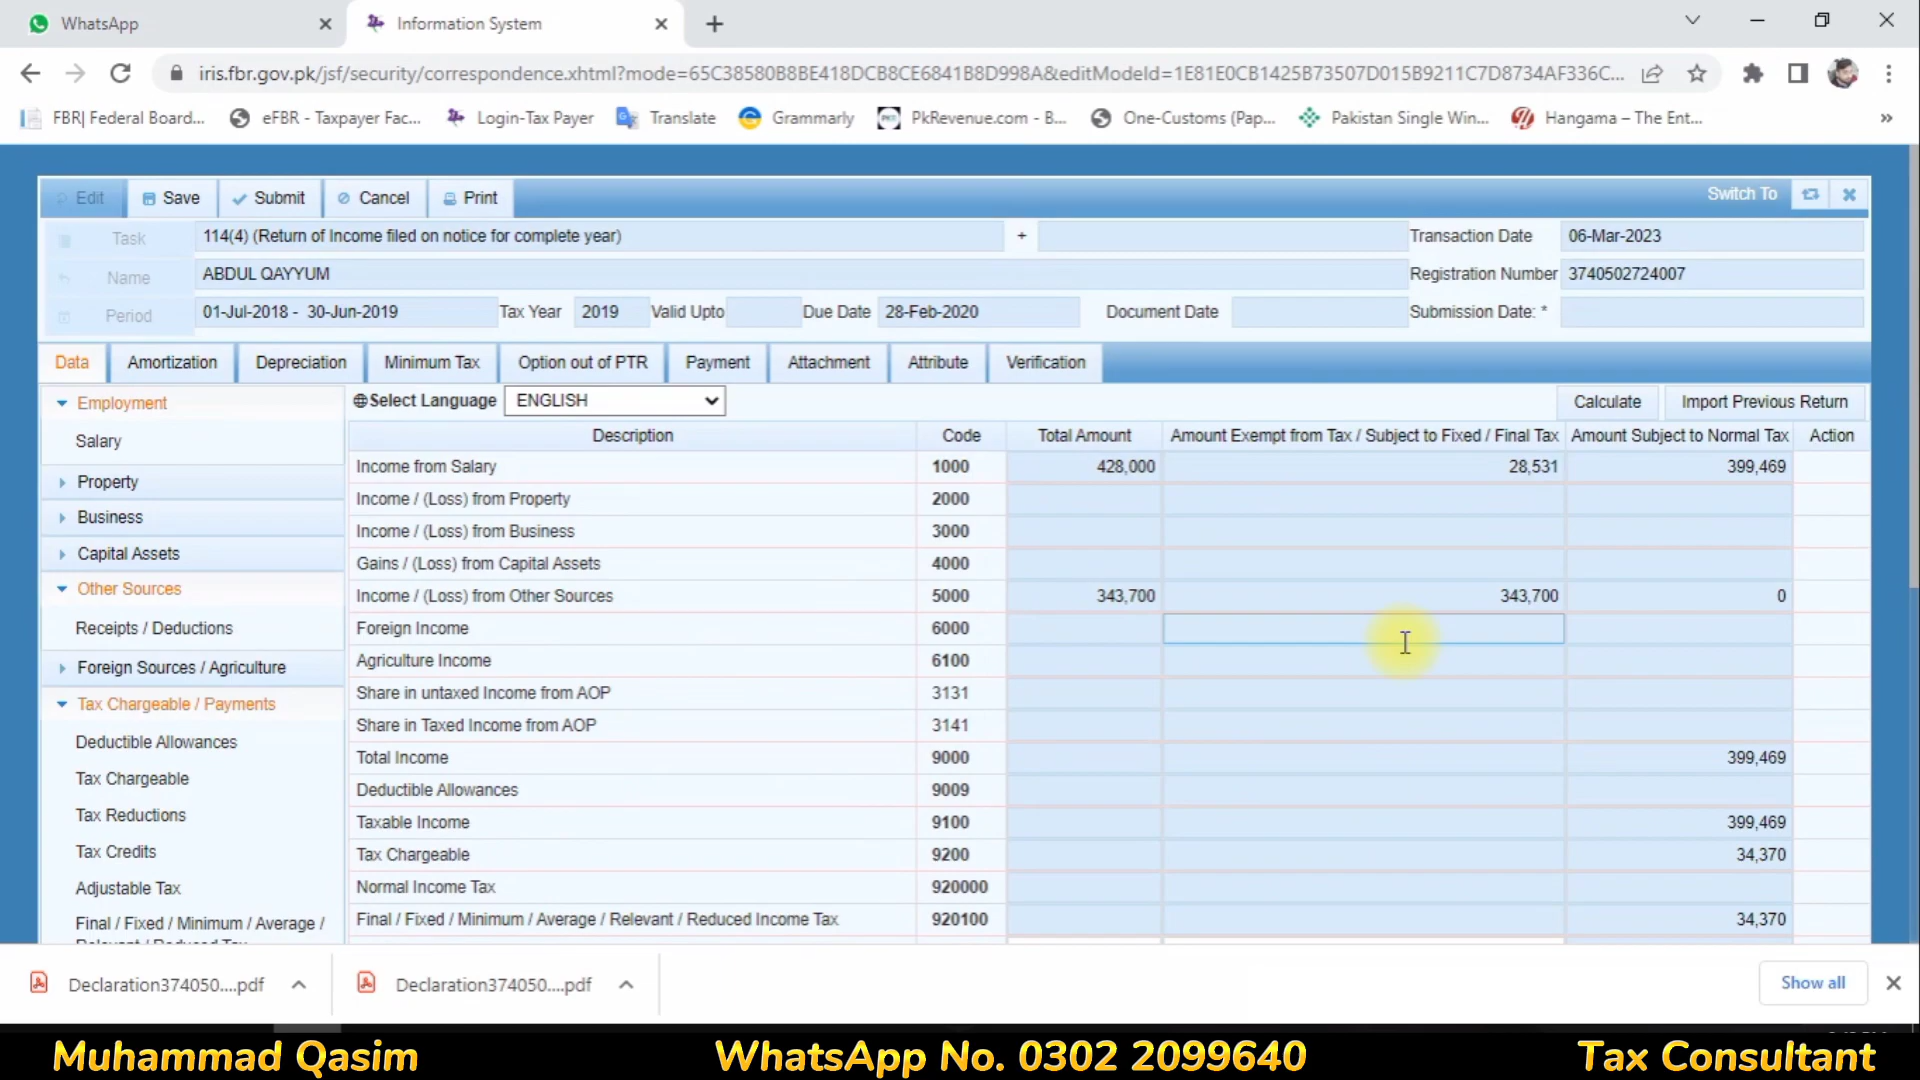 WhatsApp
Information System
iris.fbr.gov.pk/jsf/security/correspondence.xhtml?mode=65C38580B8BE418DCB8CE6841B8D998A&editModeId=1E81E0CB1425B73507D015B9211C7D8734AF336C...
FBR| Federal Board... eFBR - Taxpayer Fac... Login-Tax Payer Translate Grammarly PkRevenue.com - B... One-Customs (Pap... Pakistan Single Win... Hangama – The Ent... »
Edit Save Submit Cancel Print Switch To
Task 114(4) (Return of Income filed on notice for complete year) + Transaction Date 06-Mar-2023
Name ABDUL QAYYUM Registration Number 3740502724007
Period 01-Jul-2018 - 30-Jun-2019 Tax Year 2019 Valid Upto Due Date 28-Feb-2020 Document Date Submission Date: *
Data Amortization Depreciation Minimum Tax Option out of PTR Payment Attachment Attribute Verification
Employment
Salary
Property
Business
Capital Assets
Other Sources
Receipts / Deductions
Foreign Sources / Agriculture
Tax Chargeable / Payments
Deductible Allowances
Tax Chargeable
Tax Reductions
Tax Credits
Adjustable Tax
Final / Fixed / Minimum / Average /
Select Language ENGLISH Calculate Import Previous Return
Description Code Total Amount Amount Exempt from Tax / Subject to Fixed / Final Tax Amount Subject to Normal Tax Action
Income from Salary 1000 428,000 28,531 399,469
Income / (Loss) from Property 2000
Income / (Loss) from Business 3000
Gains / (Loss) from Capital Assets 4000
Income / (Loss) from Other Sources 5000 343,700 343,700 0
Foreign Income 6000
Agriculture Income 6100
Share in untaxed Income from AOP 3131
Share in Taxed Income from AOP 3141
Total Income 9000 399,469
Deductible Allowances 9009
Taxable Income 9100 399,469
Tax Chargeable 9200 34,370
Normal Income Tax 920000
Final / Fixed / Minimum / Average / Relevant / Reduced Income Tax 920100 34,370
Declaration374050....pdf Declaration374050....pdf Show all
Muhammad Qasim WhatsApp No. 0302 2099640 Tax Consultant